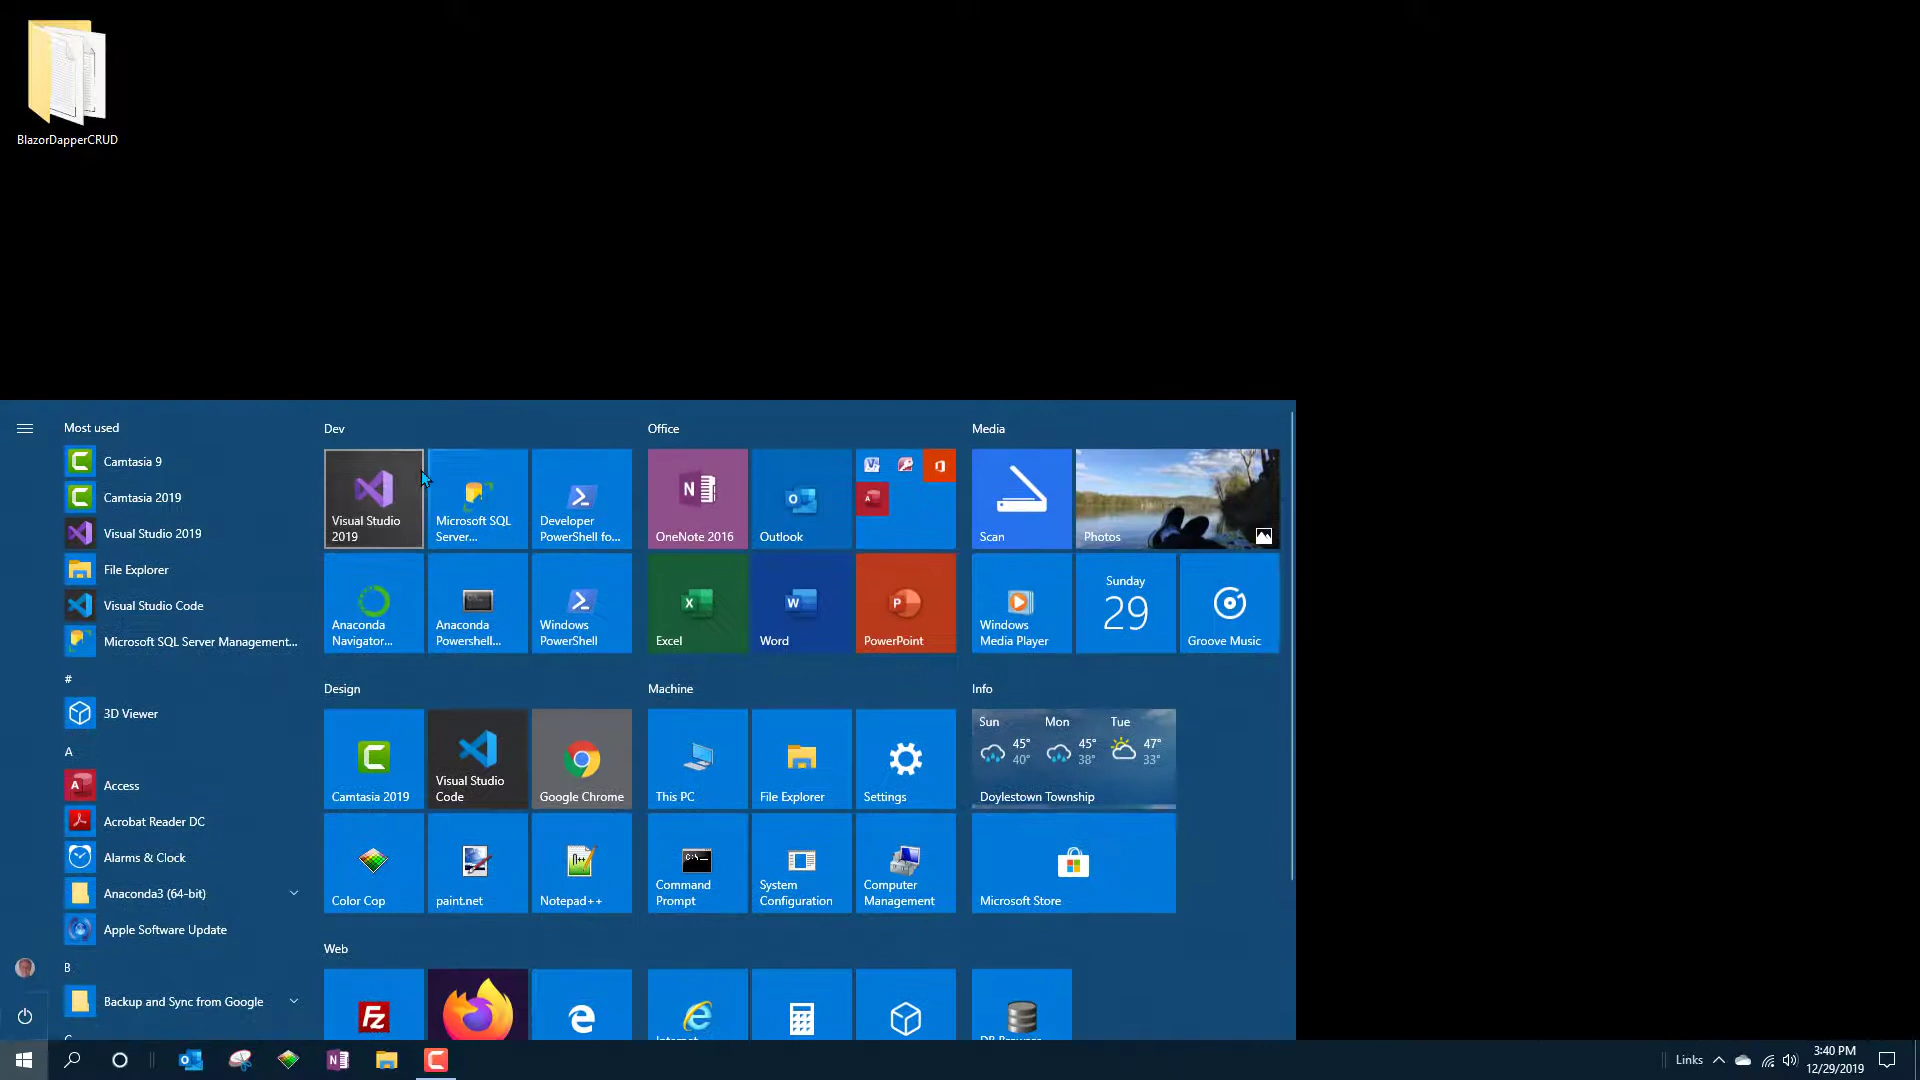 BlazorDapperCRUD
Most used
Camtasia 9
Camtasia 2019
Visual Studio 2019
File Explorer
Visual Studio Code
Microsoft SQL Server Management...
#
3D Viewer
A
Access
Acrobat Reader DC
Alarms & Clock
Anaconda3 (64-bit)
Apple Software Update
B
Backup and Sync from Google
Dev
Visual Studio
2019
Microsoft SQL
Server...
Developer
PowerShell fo...
Anaconda
Navigator...
Anaconda
Powershell...
Windows
PowerShell
Office
OneNote 2016
Outlook
Excel
Word
PowerPoint
Media
Scan
Photos
Windows
Media Player
Sunday
29
Groove Music
Design
Camtasia 2019
Visual Studio
Code
Google Chrome
Color Cop
paint.net
Notepad++
Machine
This PC
File Explorer
Settings
Command
Prompt
System
Configuration
Computer
Management
Info
Sun Mon Tue
45° 45° 47°
40° 38° 33°
Doylestown Township
Microsoft Store
Web
Links
3:40 PM
12/29/2019